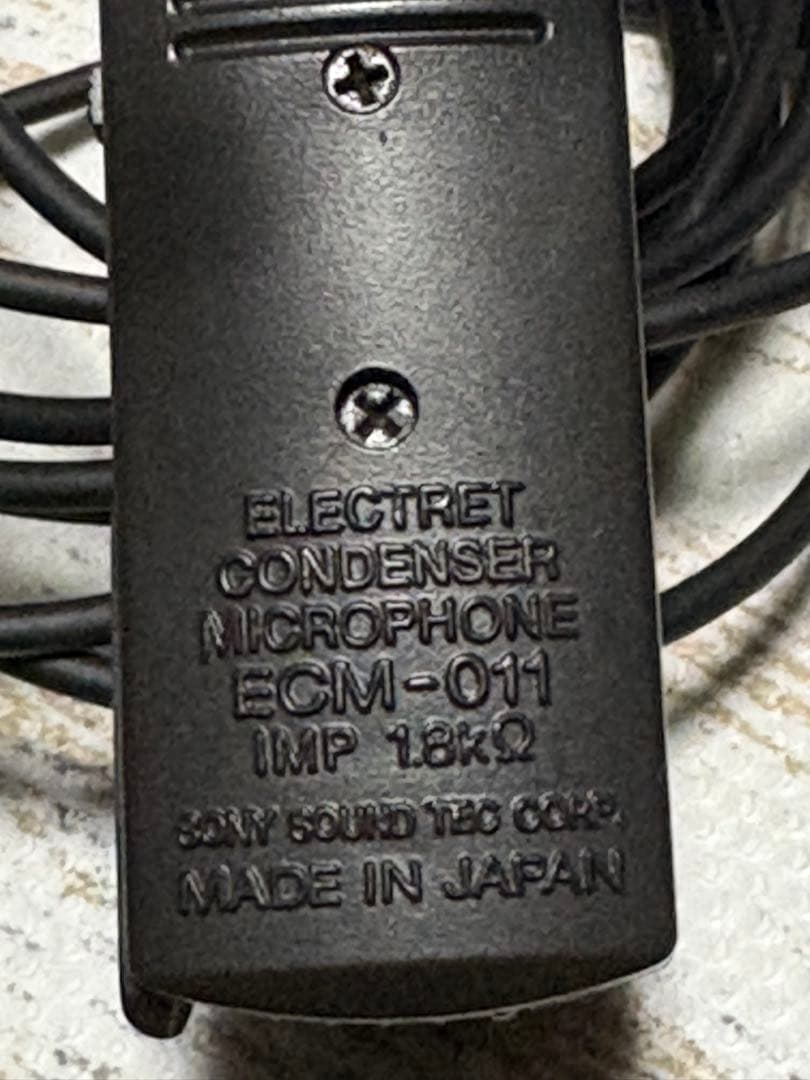 ELECTRET
CONDENSER
MICROPHONE
ECM-011
IMP 1.8kΩ
SONY SOUND TEC CORP.
MADE IN JAPAN